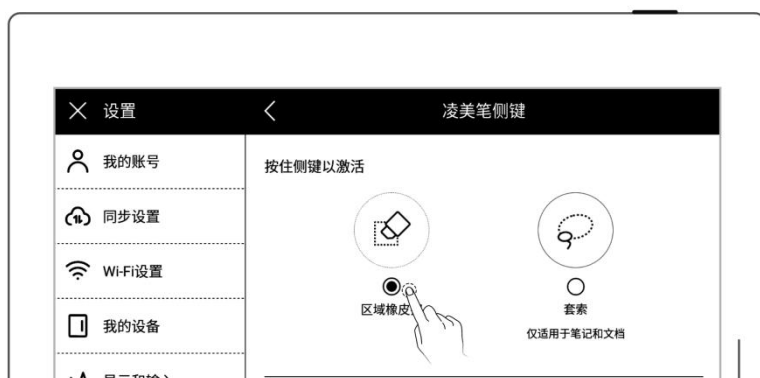 设置
凌美笔侧键
我的账号
同步设置
Wi-Fi设置
我的设备
按住侧键以激活
区域橡皮
套索
仅适用于笔记和文档